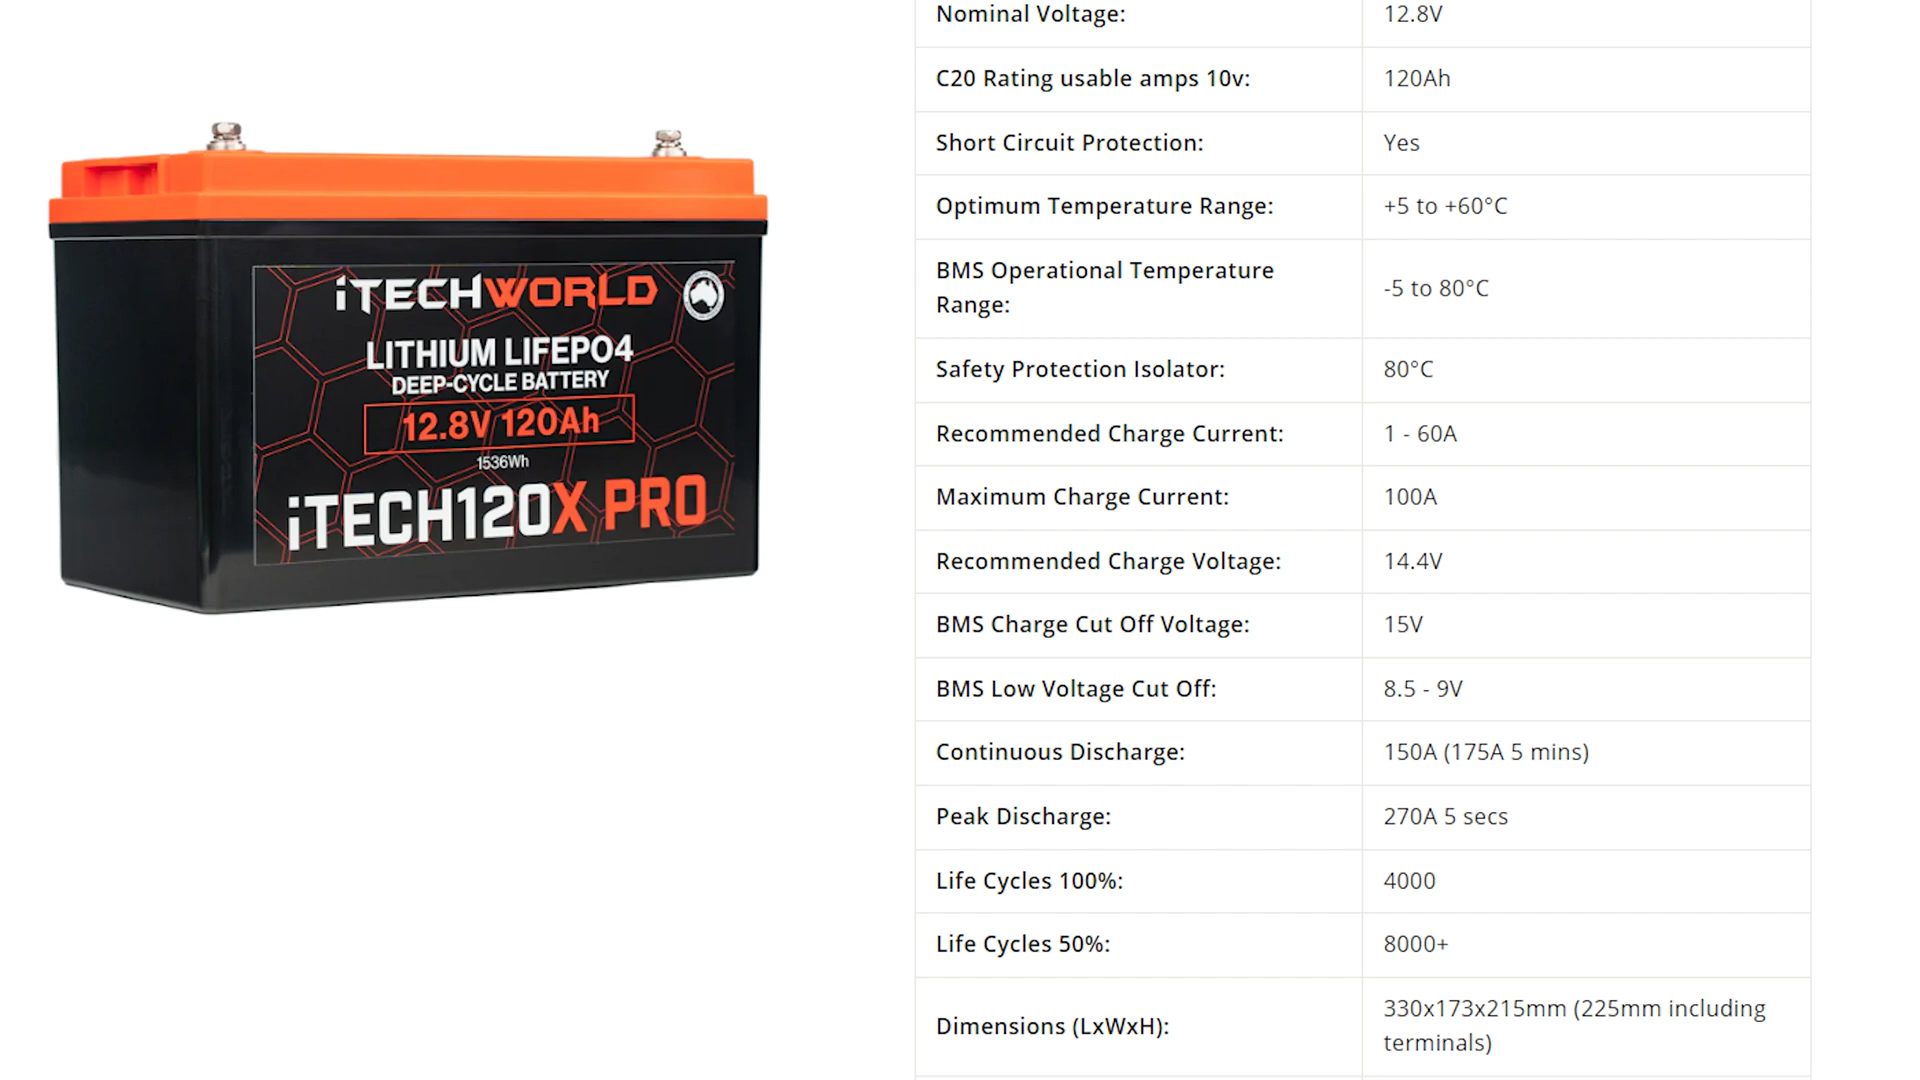 iTECHWORLD
LITHIUM LIFEPO4
DEEP-CYCLE BATTERY
12.8V 120Ah
1536Wh
iTECH120X PRO
Nominal Voltage: 12.8V
C20 Rating usable amps 10v: 120Ah
Short Circuit Protection: Yes
Optimum Temperature Range: +5 to +60°C
BMS Operational Temperature
Range: -5 to 80°C
Safety Protection Isolator: 80°C
Recommended Charge Current: 1 - 60A
Maximum Charge Current: 100A
Recommended Charge Voltage: 14.4V
BMS Charge Cut Off Voltage: 15V
BMS Low Voltage Cut Off: 8.5 - 9V
Continuous Discharge: 150A (175A 5 mins)
Peak Discharge: 270A 5 secs
Life Cycles 100%: 4000
Life Cycles 50%: 8000+
Dimensions (LxWxH): 330x173x215mm (225mm including
terminals)